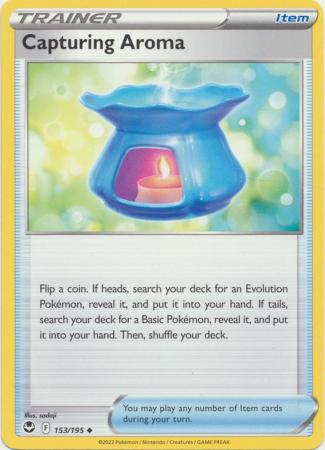 TRAINER Item
Capturing Aroma
Flip a coin. If heads, search your deck for an Evolution
Pokémon, reveal it, and put it into your hand. If tails,
search your deck for a Basic Pokémon, reveal it, and put
it into your hand. Then, shuffle your deck.
Illus. sadaji
F 153/195
You may play any number of Item cards
during your turn.
©2022 Pokémon / Nintendo / Creatures / GAME FREAK